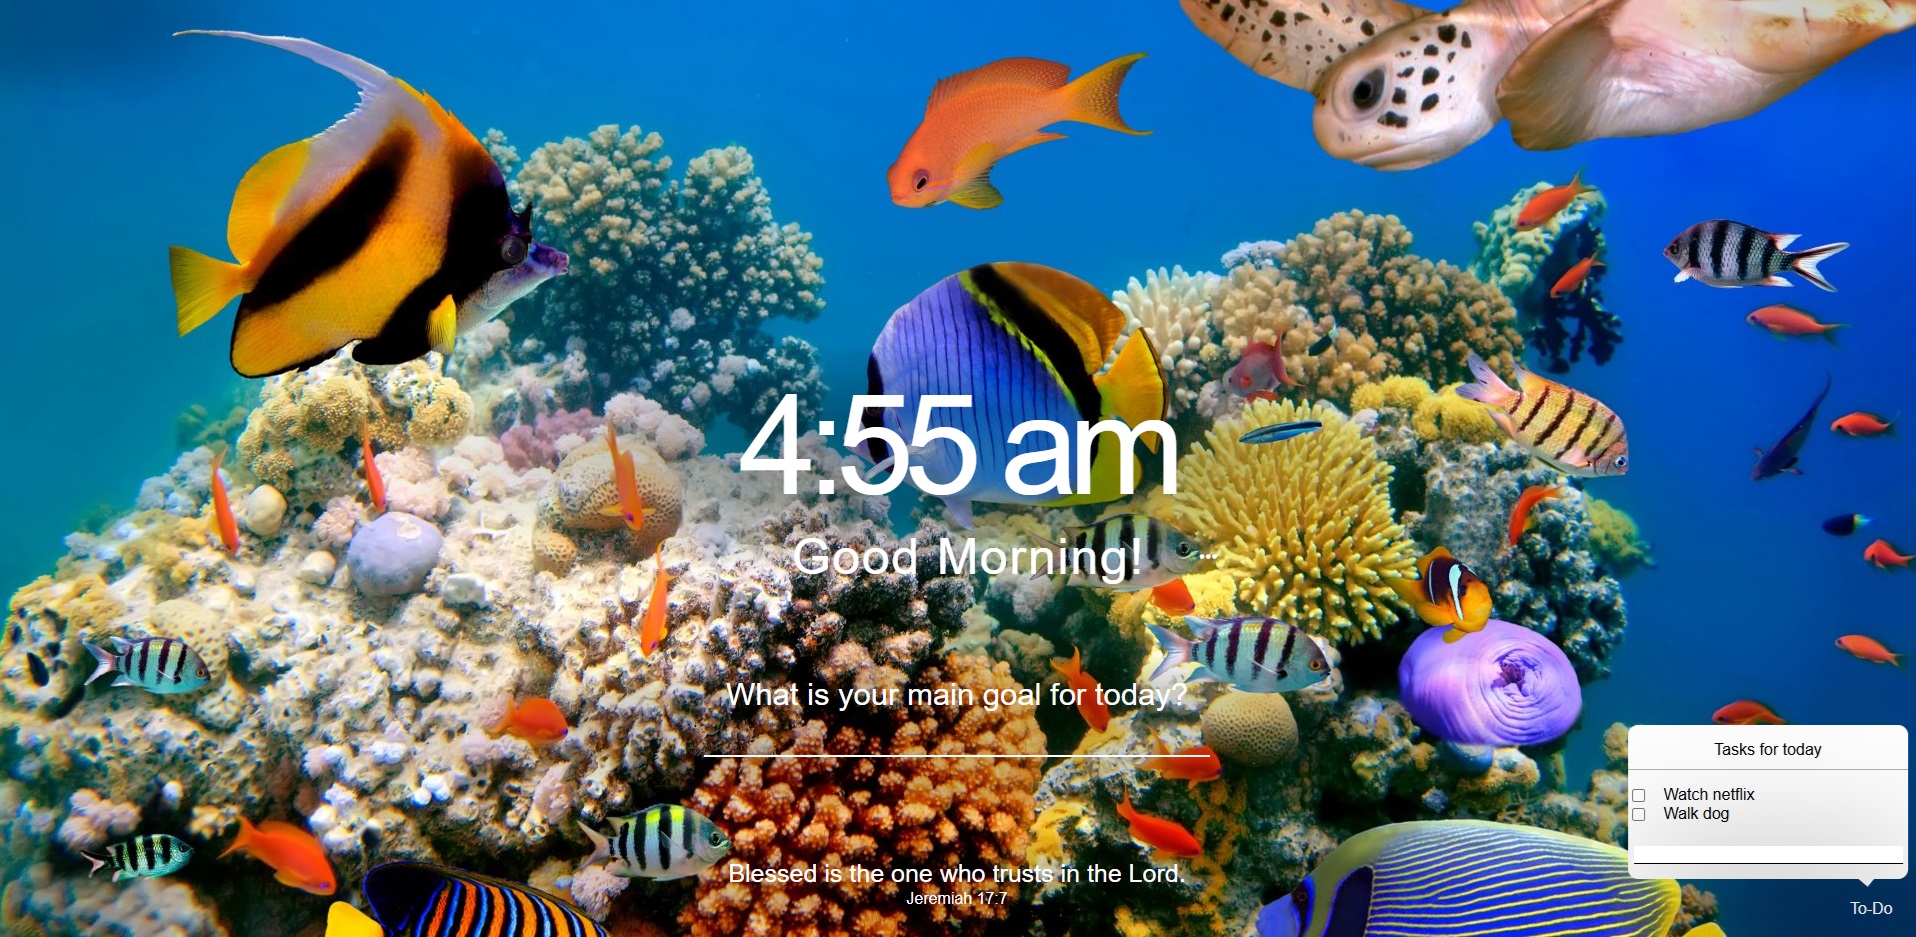 4:55 am
Good Morning!
What is your main goal for today?
Blessed is the one who trusts in the Lord.
Jeremiah 17:7
Tasks for today
Watch netflix
Walk dog
To-Do